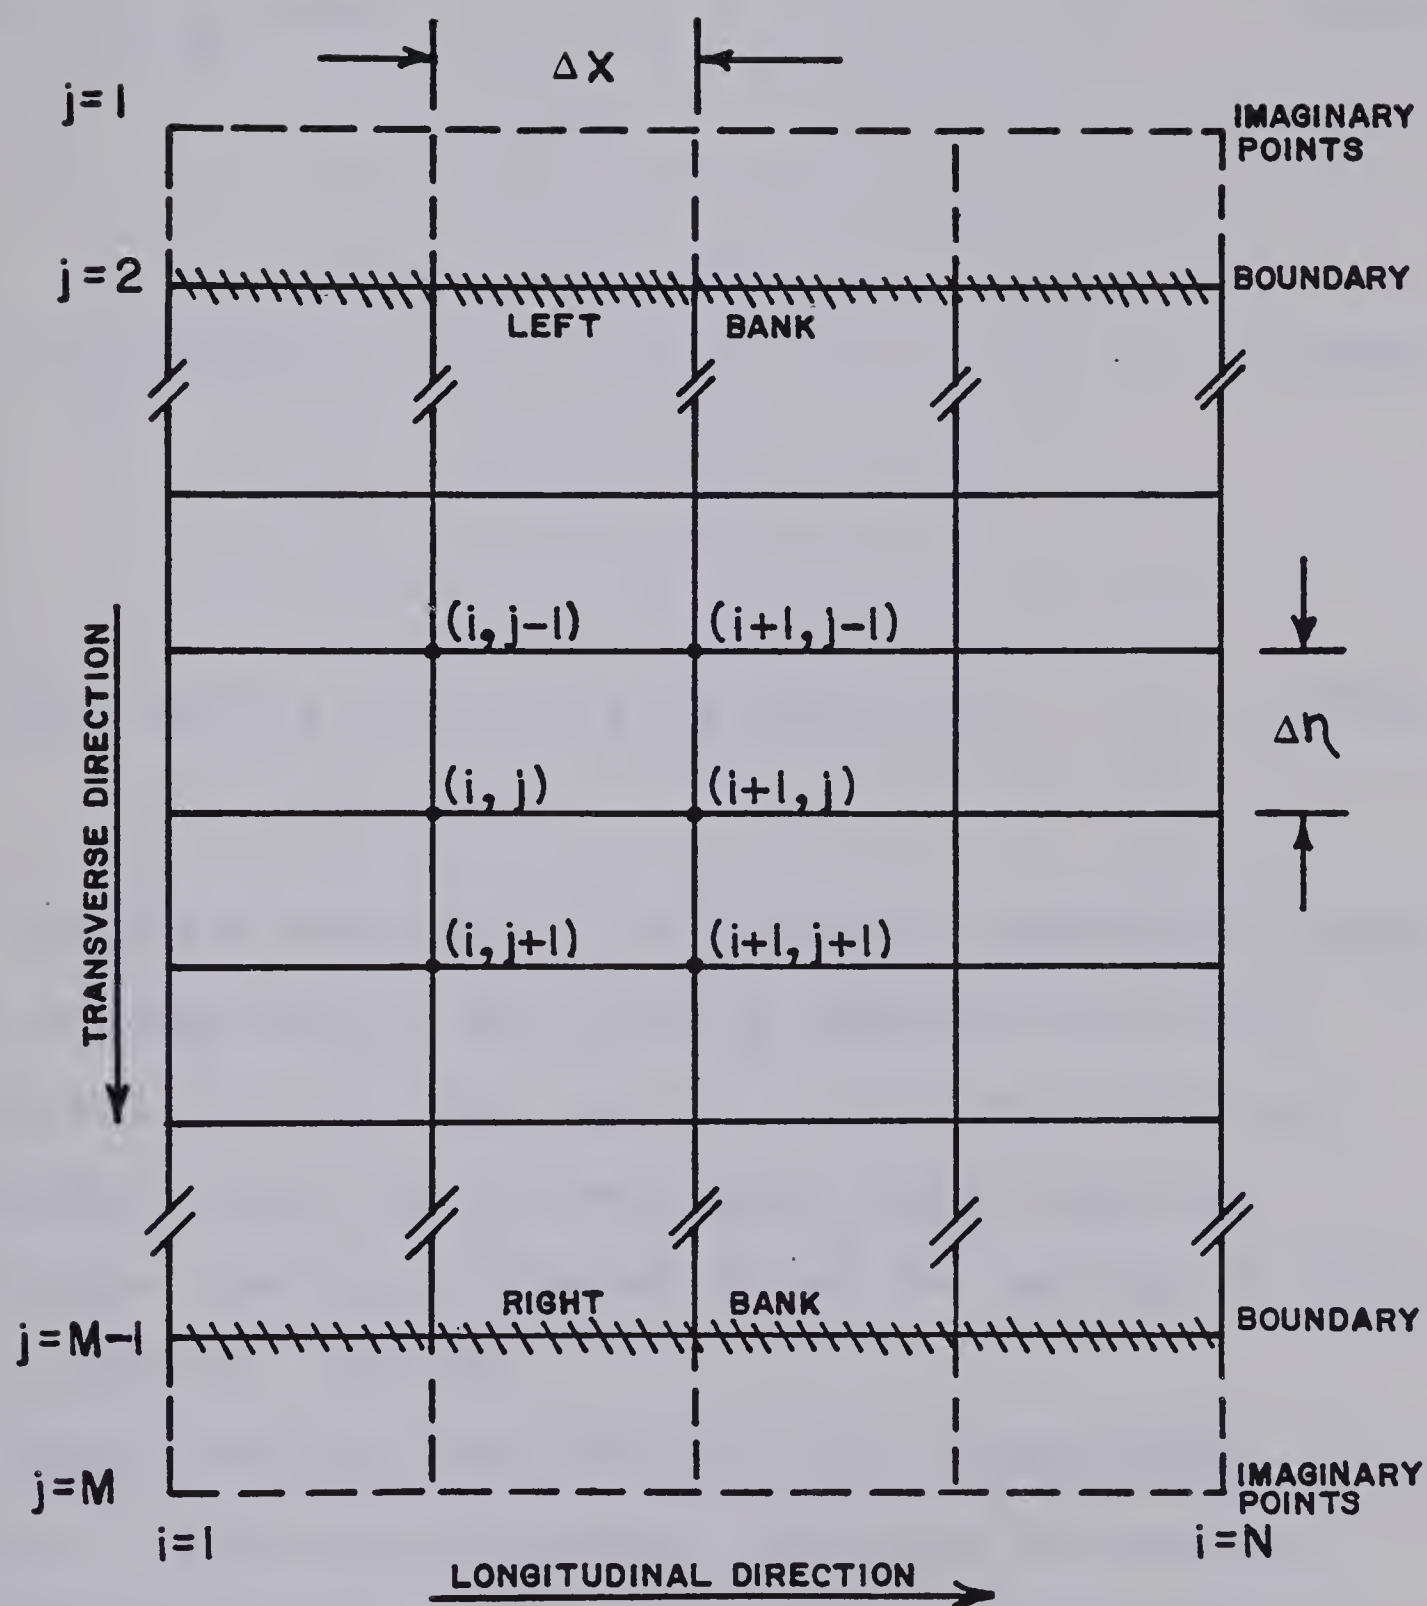 ΔX
j=1
IMAGINARY
POINTS
j=2
BOUNDARY
LEFT BANK
(i, j-1)
(i+1, j-1)
TRANSVERSE DIRECTION
Δη
(i, j)
(i+1, j)
(i, j+1)
(i+1, j+1)
RIGHT BANK
j=M-1
BOUNDARY
j=M
IMAGINARY
POINTS
i=1
i=N
LONGITUDINAL DIRECTION